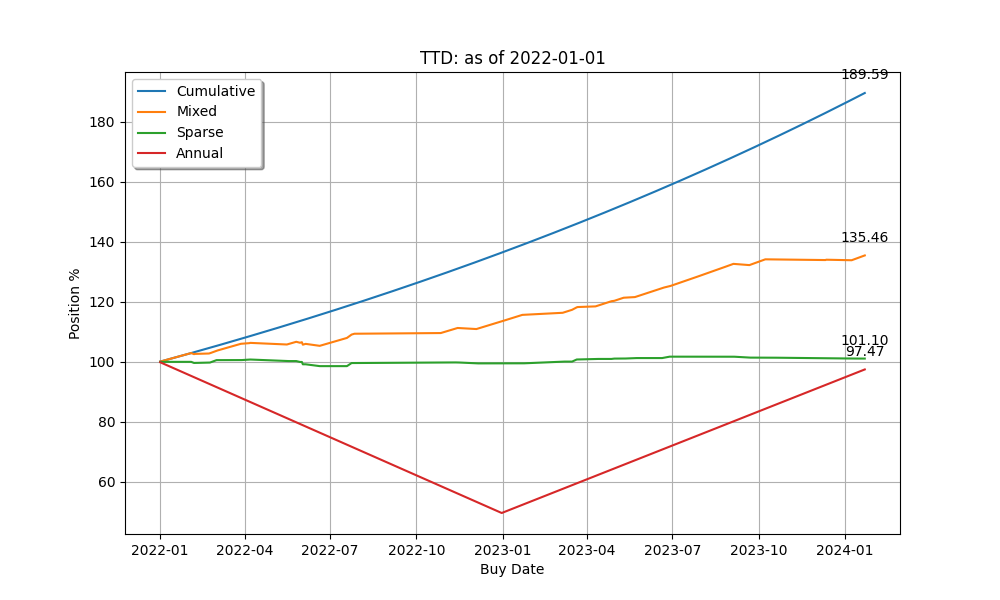 TTD: as of 2022-01-01
Cumulative
Mixed
Sparse
Annual
189.59
135.46
101.10
97.47
180
160
140
120
100
80
60
Position %
2022-01 2022-04 2022-07 2022-10 2023-01 2023-04 2023-07 2023-10 2024-01
Buy Date